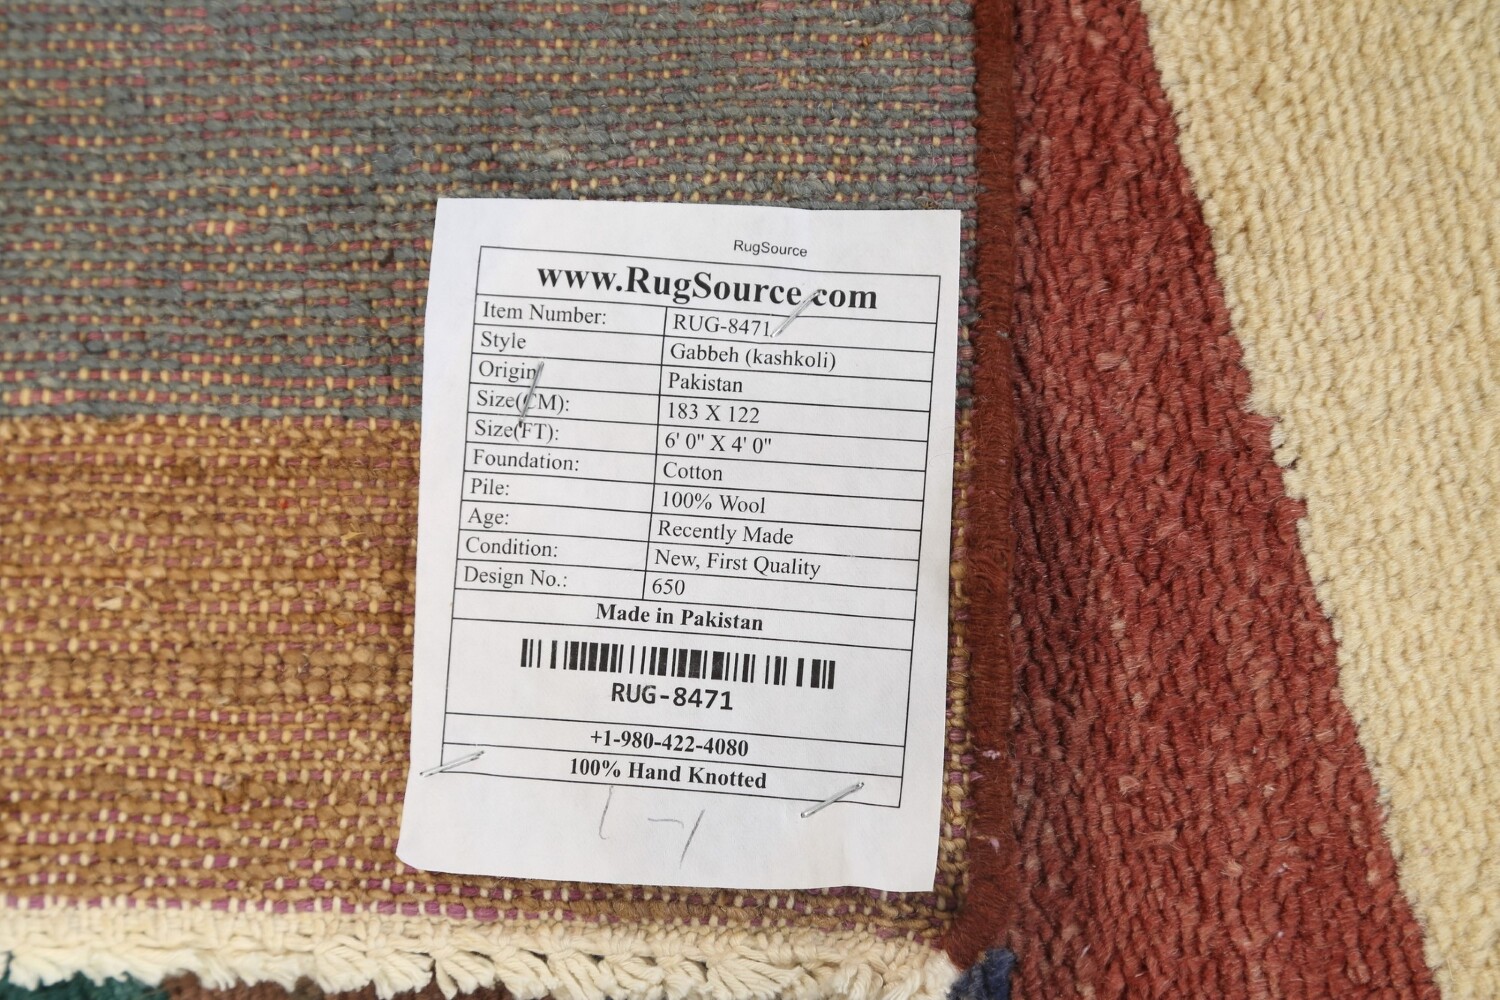 RugSource
www.RugSource.com
Item Number: RUG-8471
Style Gabbeh (kashkoli)
Origin Pakistan
Size(CM): 183 X 122
Size(FT): 6' 0" X 4' 0"
Foundation: Cotton
Pile: 100% Wool
Age: Recently Made
Condition: New, First Quality
Design No.: 650
Made in Pakistan
RUG-8471
+1-980-422-4080
100% Hand Knotted